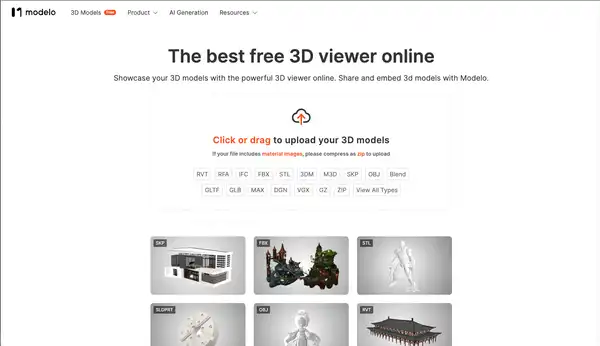 modelo
3D Models Free Product AI Generation Resources
The best free 3D viewer online
Showcase your 3D models with the powerful 3D viewer online. Share and embed 3d models with Modelo.
Click or drag to upload your 3D models
If your file includes material images, please compress as zip to upload
RVT RFA IFC FBX STL 3DM M3D SKP OBJ Blend
GLTF GLB MAX DGN VGX GZ ZIP View All Types
SKP FBX STL
SLDPRT OBJ RVT